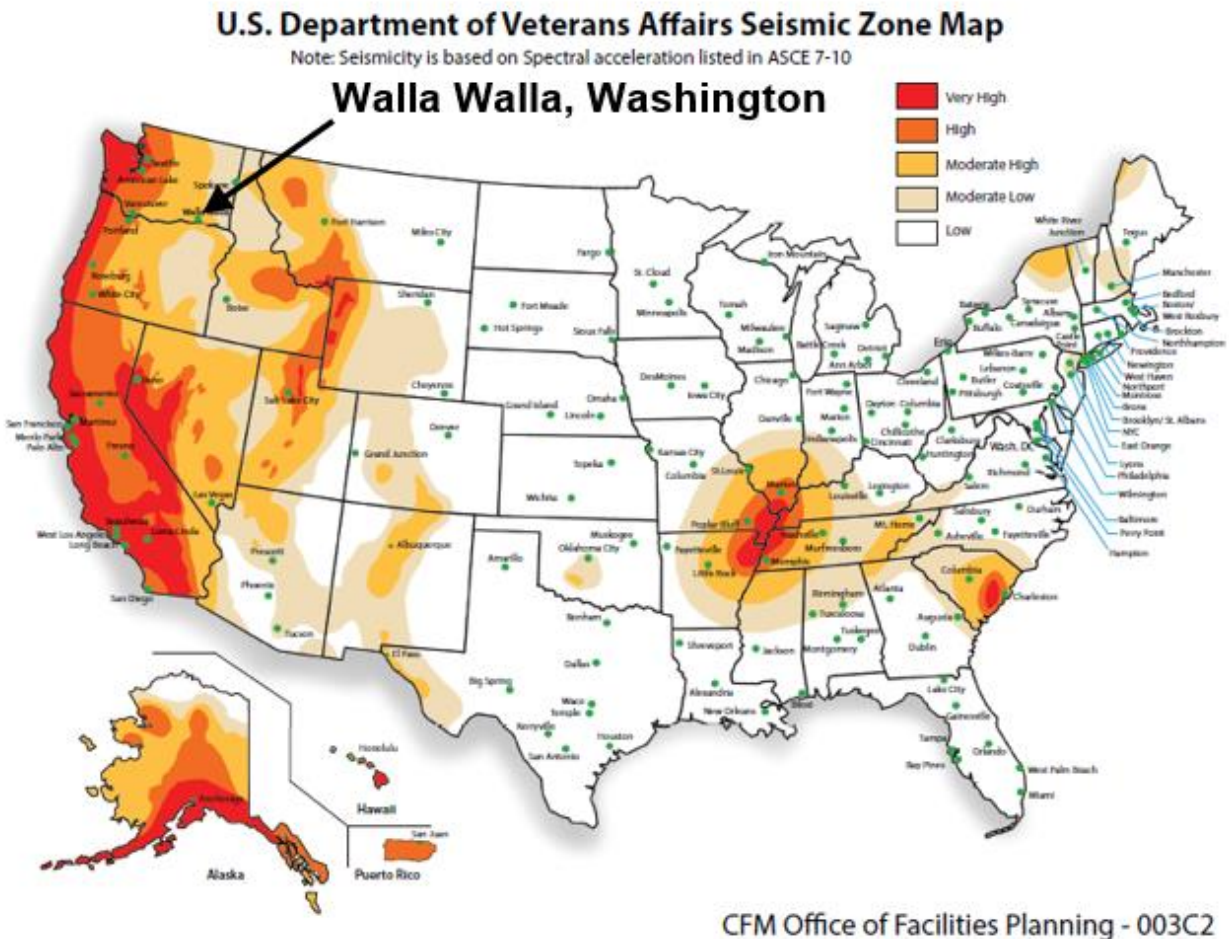 U.S. Department of Veterans Affairs Seismic Zone Map
Note: Seismicity is based on Spectral acceleration listed in ASCE 7-10
Walla Walla, Washington
Very High
High
Moderate High
Moderate Low
Low
Seattle
American Lake
Spokane
Vancouver
Portland
Roseburg
White City
Fort Harrison
Miles City
Boise
Sheridan
Fargo
Fort Meade
Hot Springs
Sioux Falls
St. Cloud
Minneapolis
Iron Mountain
Tomah
Madison
Milwaukee
Saginaw
Battle Creek
Detroit
Ann Arbor
White River
Junction
Togus
Manchester
Bedford
Boston/
West Roxbury
Brockton
Northhampton
Providence
Newington
West Haven
Northport
Montrose
Bronx
Brooklyn/ St. Albans
NYC
East Orange
Lyons
Philadelphia
Wilmington
Baltimore
Perry Point
Hampton
Batavia
Buffalo
Syracuse
Canandaigua
Albany
Castle
Point
Erie
Wilkes-Barre
Lebanon
Butler
Coatsville
Pittsburgh
Cleveland
Reno
Sacramento
San Francisco
Martinez
Menlo Park
Palo Alto
Fresno
Las Vegas
West Los Angeles
Long Beach
Loma Linda
San Diego
Salt Lake City
Cheyenne
Denver
Grand Junction
Grand Island
Lincoln
Omaha
DesMoines
Iowa City
Chicago
Danville
Fort Wayne
Marion
Indianapolis
Dayton
Columbia
Chillicothe
Cincinnati
Clarksburg
Huntington
Wash, DC
Richmond
Salem
Topeka
Kansas City
Columbia
St.Louis
Marion
Wichita
Louisville
Lexington
Poplar Bluff
Nashville
Murfreesboro
Mt. Home
Salisbury
Durham
Asheville
Fayetteville
Prescott
Phoenix
Tucson
Albuquerque
El Paso
Amarillo
Muskogee
Oklahoma City
Fayetteville
Little Rock
Memphis
Columbia
Charleston
Augusta
Atlanta
Dublin
Birmingham
Tuscaloosa
Tuskegee
Montgomery
Jackson
Shreveport
Alexandria
New Orleans
Biloxi
Bonham
Dallas
Big Spring
Waco
Temple
Kerrville
San Antonio
Houston
Lake City
Gainesville
Tampa
Bay Pines
Orlando
West Palm Beach
Miami
Anchorage
Alaska
Honolulu
Hawaii
San Juan
Puerto Rico
CFM Office of Facilities Planning - 003C2